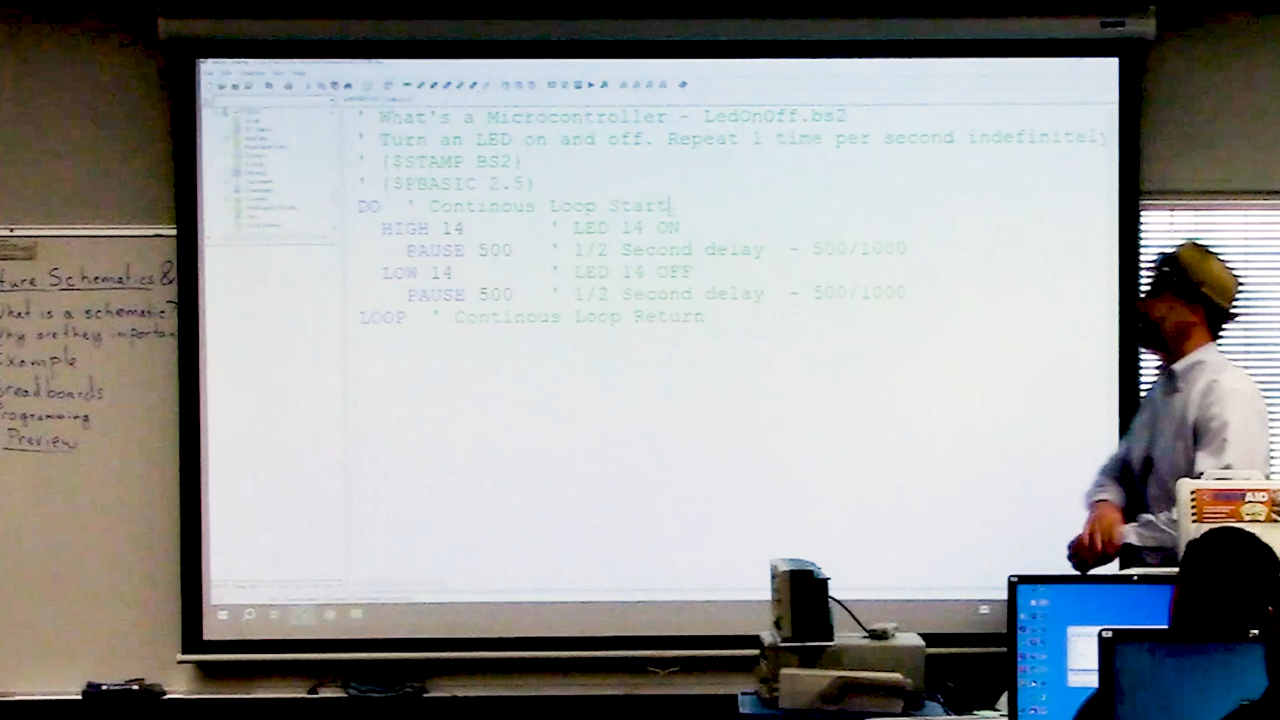 ' What's a Microcontroller - LedOnOff.bs2
' Turn an LED on and off. Repeat 1 time per second indefinitely
' {$STAMP BS2}
' {$PBASIC 2.5}
DO ' Continous Loop Start
HIGH 14 ' LED 14 ON
PAUSE 500 ' 1/2 Second delay - 500/1000
LOW 14 ' LED 14 OFF
PAUSE 500 ' 1/2 Second delay - 500/1000
LOOP ' Continous Loop Return
ture: Schematics &
What is a schematic?
Why are they importan
Example
Breadboards
Programming
Preview
AID